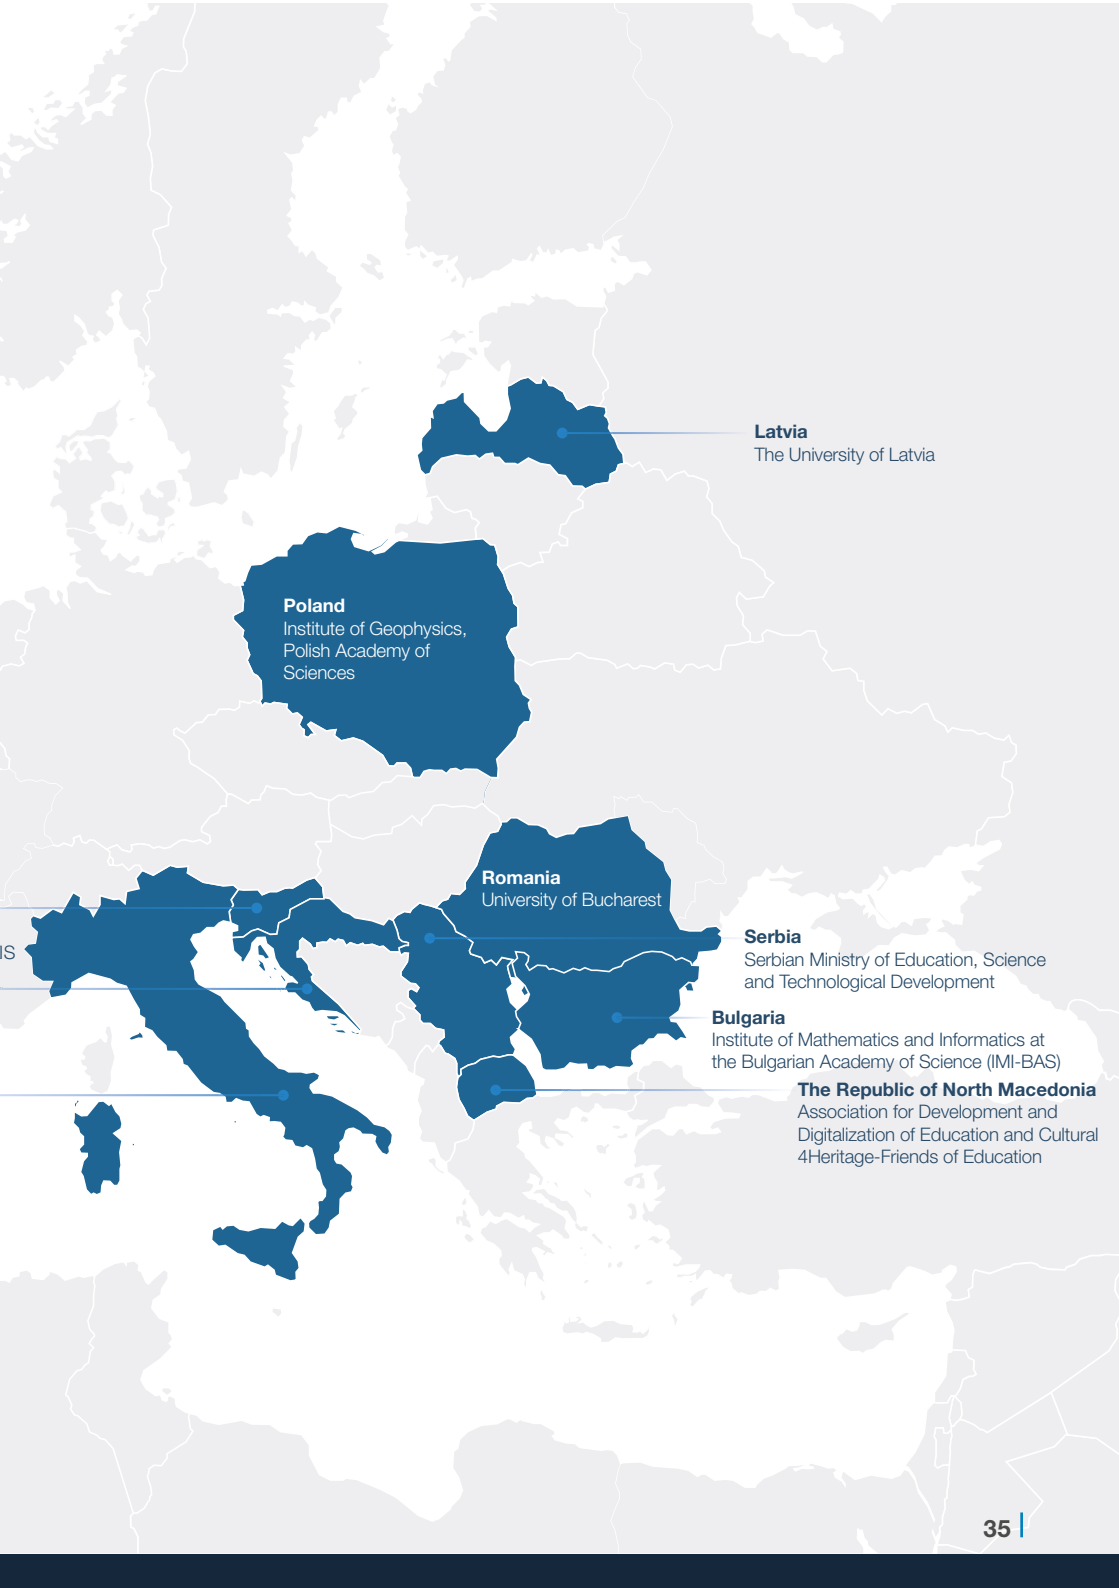 Latvia
The University of Latvia
Poland
Institute of Geophysics,
Polish Academy of
Sciences
Romania
University of Bucharest
Serbia
Serbian Ministry of Education, Science
and Technological Development
IS
Bulgaria
Institute of Mathematics and Informatics at
the Bulgarian Academy of Science (IMI-BAS)
The Republic of North Macedonia
Association for Development and
Digitalization of Education and Cultural
4Heritage-Friends of Education
35